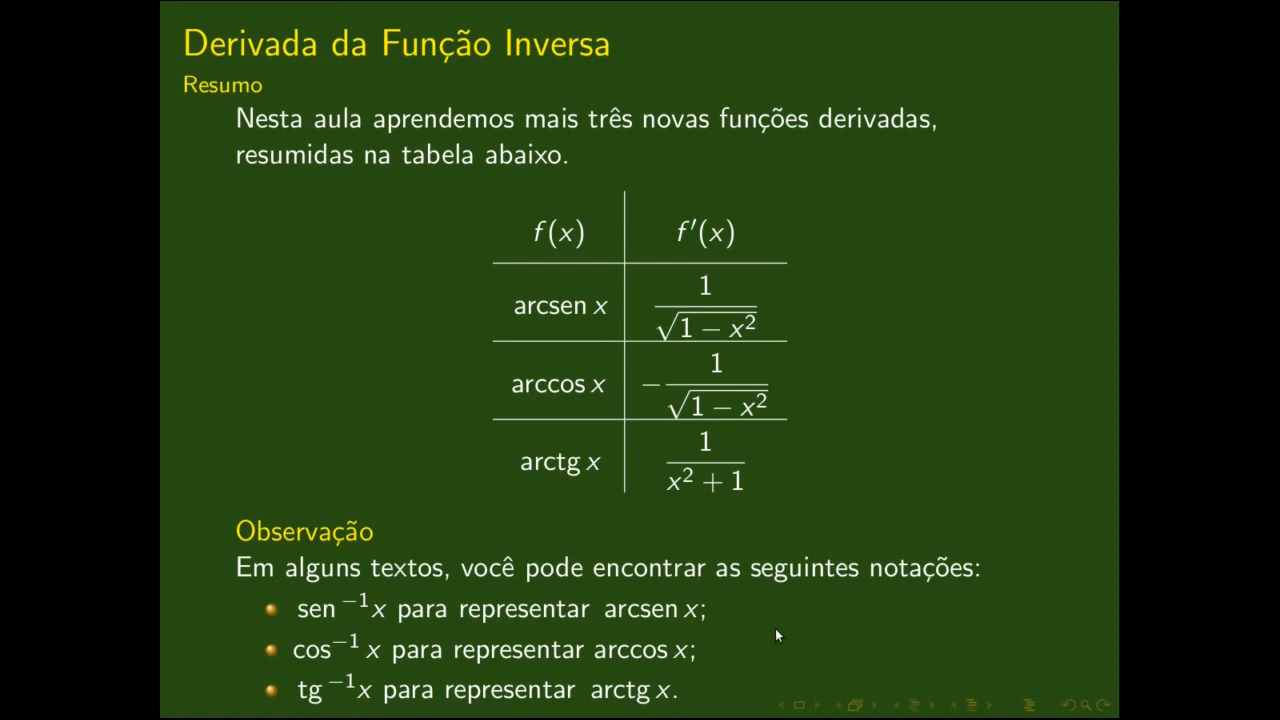 Derivada da Função Inversa
Resumo
Nesta aula aprendemos mais três novas funções derivadas,
resumidas na tabela abaixo.
f(x) f′(x)
arcsen x 1/√(1 − x²)
arccos x −1/√(1 − x²)
arctg x 1/(x² + 1)
Observação
Em alguns textos, você pode encontrar as seguintes notações:
sen⁻¹x para representar arcsen x;
cos⁻¹ x para representar arccos x;
tg⁻¹x para representar arctg x.